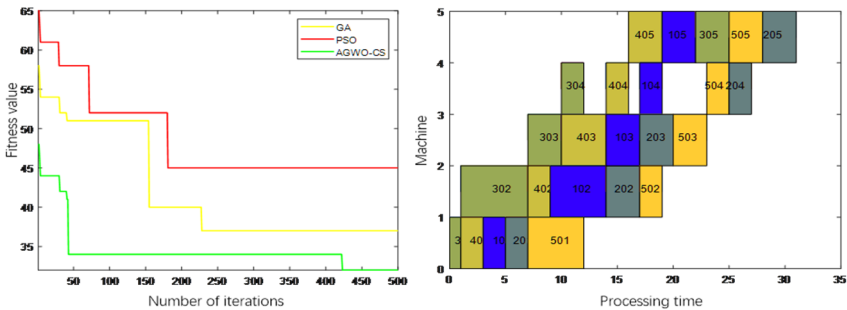 65
60
55
50
45
40
35
Fitness value
50 100 150 200 250 300 350 400 450 500
Number of iterations
GA
PSO
AGWO-CS
5
4
3
2
1
0
Machine
405 105 305 505 205
304 404 104 504 204
303 403 103 203 503
302 402 102 202 502
3 40 10 20 501
0 5 10 15 20 25 30 35
Processing time